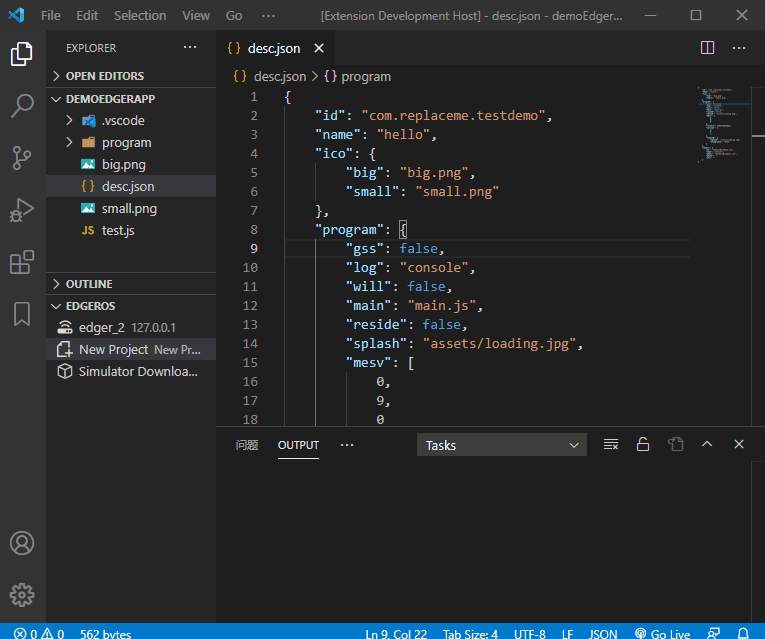 File Edit Selection View Go ··· [Extension Development Host] - desc.json - demoEdger...
EXPLORER ···
OPEN EDITORS
DEMOEDGERAPP
.vscode
program
big.png
{ } desc.json
small.png
JS test.js
OUTLINE
EDGEROS
edger_2 127.0.0.1
New Project New Pr...
Simulator Downloa...
{ } desc.json ×
···
{ } desc.json > { } program
1 {
2 "id": "com.replaceme.testdemo",
3 "name": "hello",
4 "ico": {
5 "big": "big.png",
6 "small": "small.png"
7 },
8 "program": {
9 "gss": false,
10 "log": "console",
11 "will": false,
12 "main": "main.js",
13 "reside": false,
14 "splash": "assets/loading.jpg",
15 "mesv": [
16 0,
17 9,
18 0
问题 OUTPUT ··· Tasks
0 0 562 bytes Ln 9, Col 22 Tab Size: 4 UTF-8 LF JSON Go Live